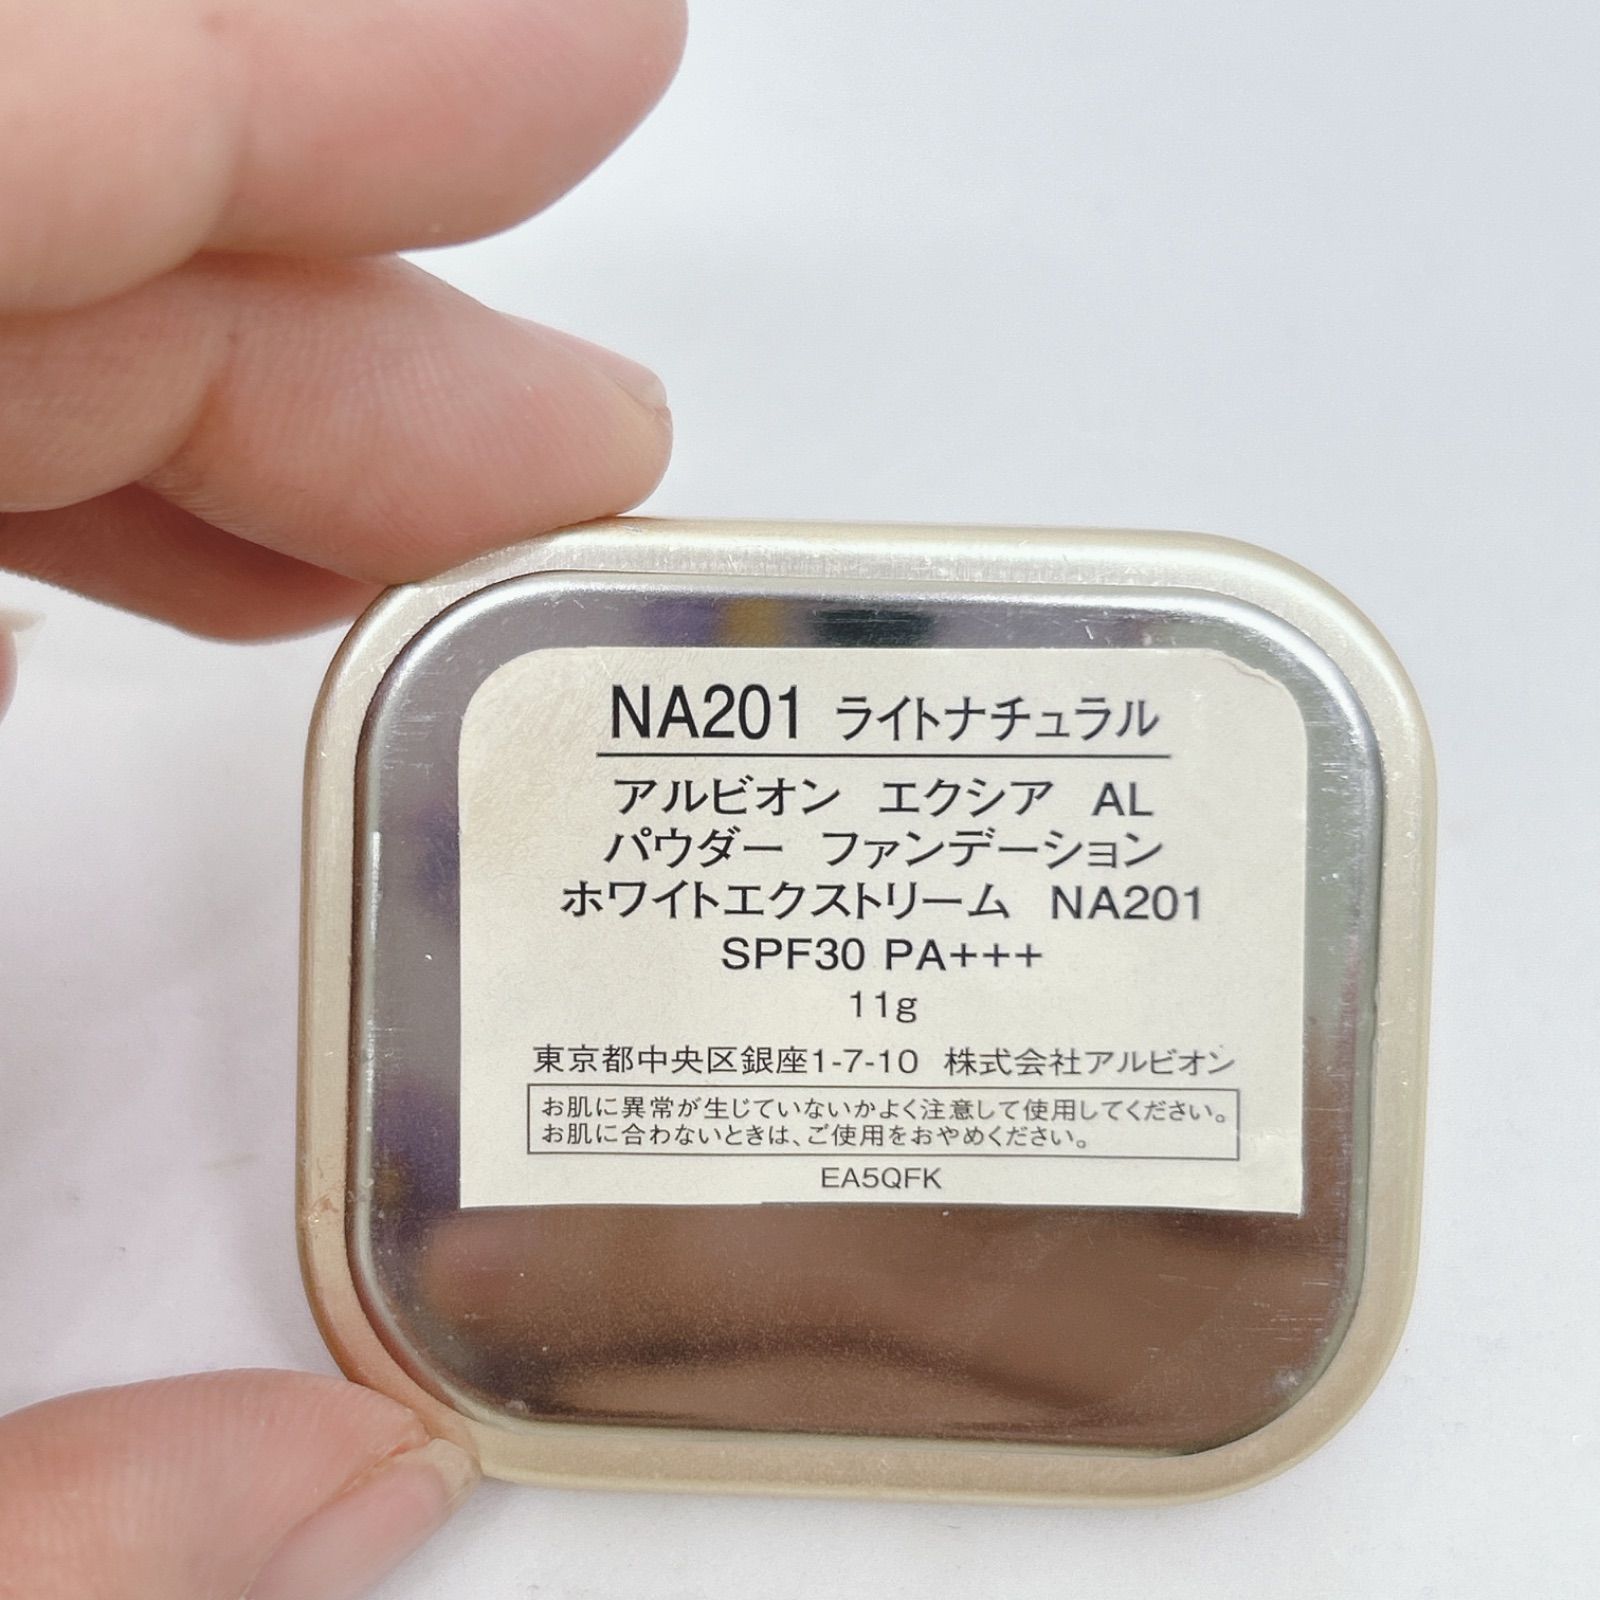 NA201 ライトナチュラル
アルビオン エクシア AL
パウダー ファンデーション
ホワイトエクストリーム NA201
SPF30 PA+++
11g
東京都中央区銀座1-7-10 株式会社アルビオン
お肌に異常が生じていないかよく注意して使用してください。
お肌に合わないときは、ご使用をおやめください。
EA5QFK